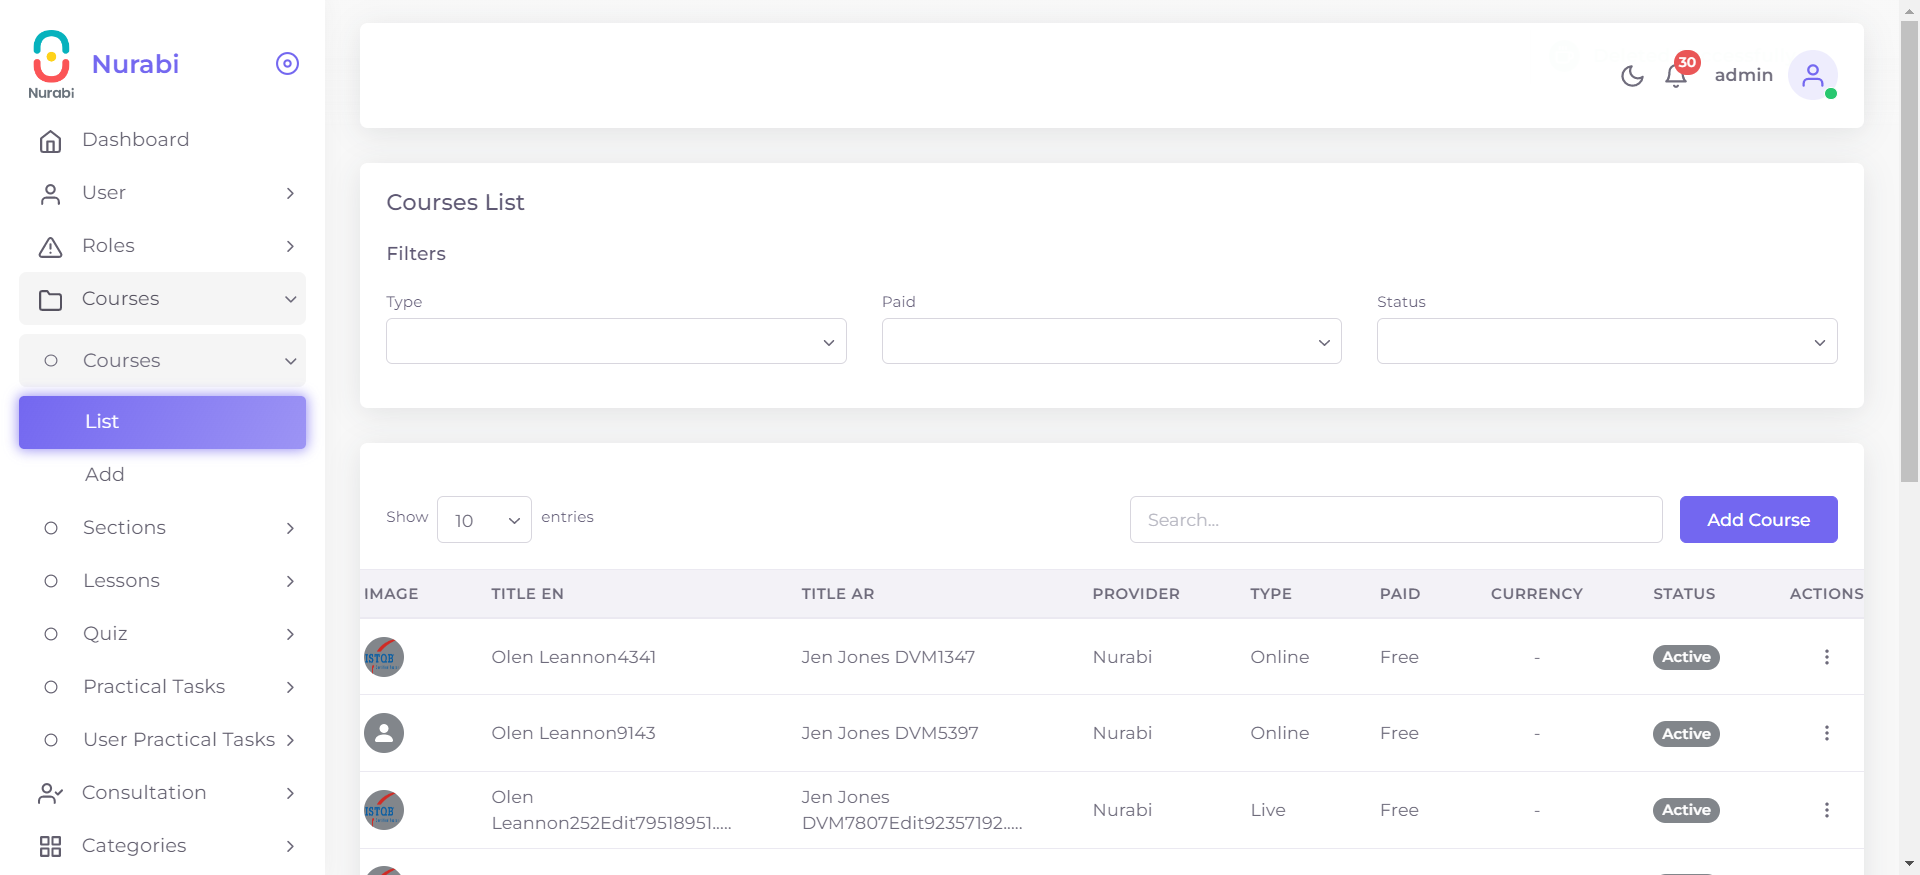 Nurabi
Nurabi
Dashboard
User
Roles
Courses
Courses
List
Add
Sections
Lessons
Quiz
Practical Tasks
User Practical Tasks
Consultation
Categories
30
admin
Courses List
Filters
Type Paid Status
Show 10 entries Search... Add Course
IMAGE TITLE EN TITLE AR PROVIDER TYPE PAID CURRENCY STATUS ACTIONS
ISTQB Olen Leannon4341 Jen Jones DVM1347 Nurabi Online Free - Active
Olen Leannon9143 Jen Jones DVM5397 Nurabi Online Free - Active
ISTQB Olen Leannon252Edit79518951..... Jen Jones DVM7807Edit92357192..... Nurabi Live Free - Active